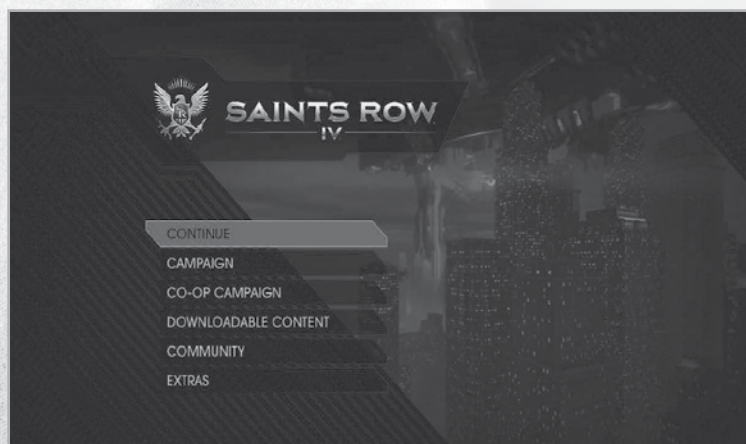 SAINTS ROW
IV
CONTINUE
CAMPAIGN
CO-OP CAMPAIGN
DOWNLOADABLE CONTENT
COMMUNITY
EXTRAS